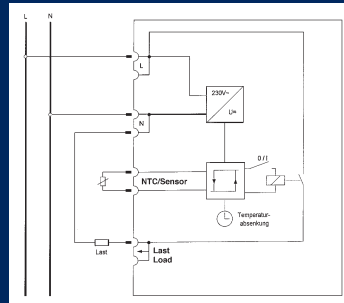 L N
L
230V~
U=
N
0 / I
NTC/Sensor
Temperatur-
absenkung
Last
Last
Load